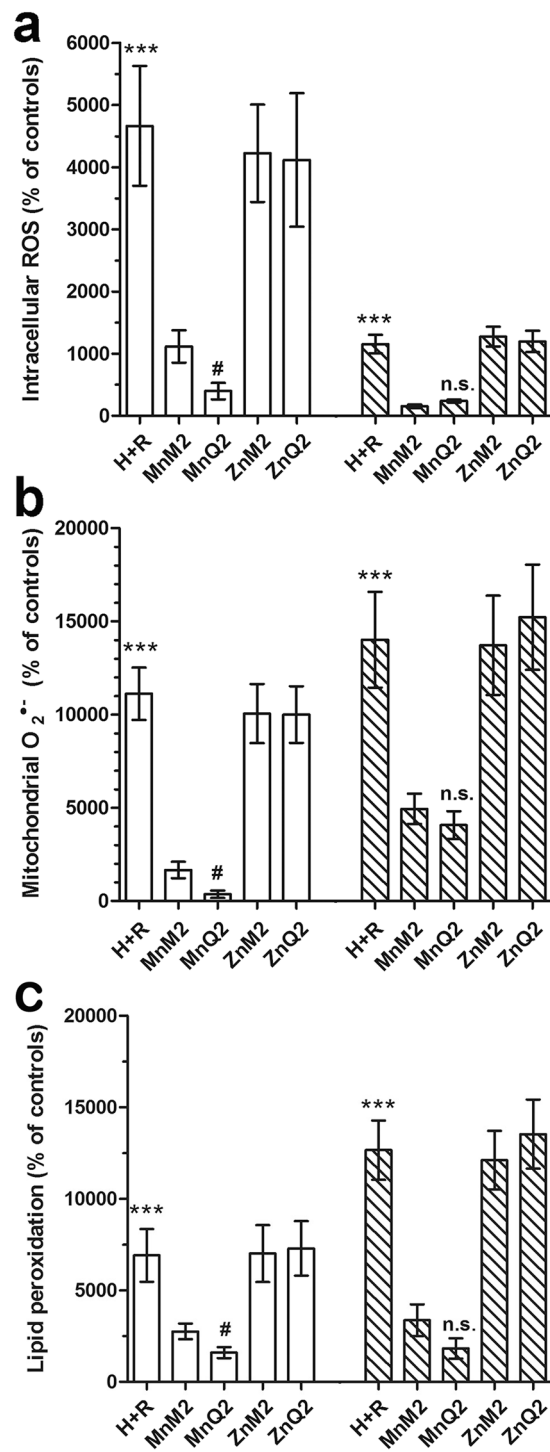 a
Intracellular ROS (% of controls)
6000
5000
4000
3000
2000
1000
0
***
#
***
n.s.
H+R MnM2 MnQ2 ZnM2 ZnQ2 H+R MnM2 MnQ2 ZnM2 ZnQ2
b
Mitochondrial O2•- (% of controls)
20000
15000
10000
5000
0
***
#
***
n.s.
H+R MnM2 MnQ2 ZnM2 ZnQ2 H+R MnM2 MnQ2 ZnM2 ZnQ2
c
Lipid peroxidation (% of controls)
20000
15000
10000
5000
0
***
#
***
n.s.
H+R MnM2 MnQ2 ZnM2 ZnQ2 H+R MnM2 MnQ2 ZnM2 ZnQ2